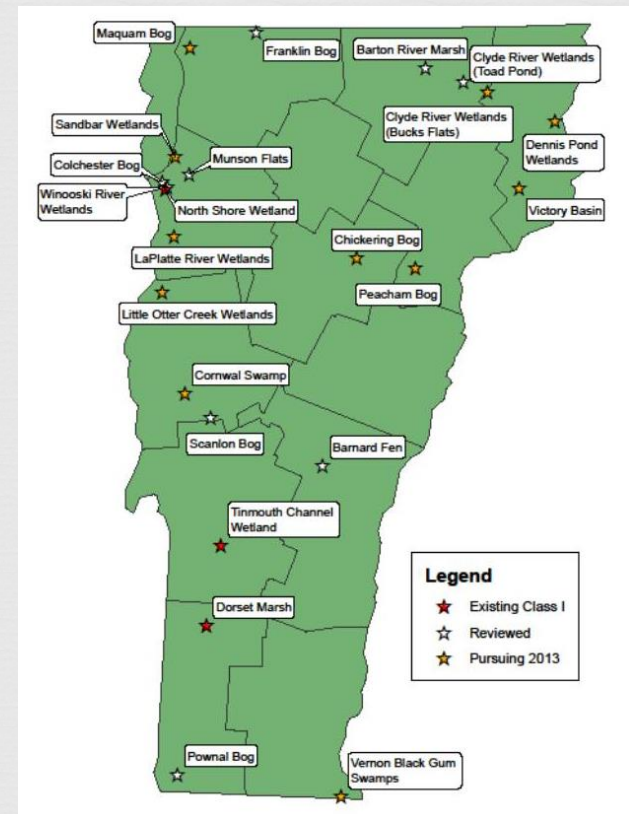 Maquam Bog
Franklin Bog
Barton River Marsh
Clyde River Wetlands
(Toad Pond)
Sandbar Wetlands
Clyde River Wetlands
(Bucks Flats)
Dennis Pond
Wetlands
Colchester Bog
Munson Flats
Winooski River
Wetlands
North Shore Wetland
Victory Basin
LaPlatte River Wetlands
Chickering Bog
Peacham Bog
Little Otter Creek Wetlands
Cornwal Swamp
Scanlon Bog
Barnard Fen
Tinmouth Channel
Wetland
Dorset Marsh
Legend
Existing Class I
Reviewed
Pursuing 2013
Pownal Bog
Vernon Black Gum
Swamps